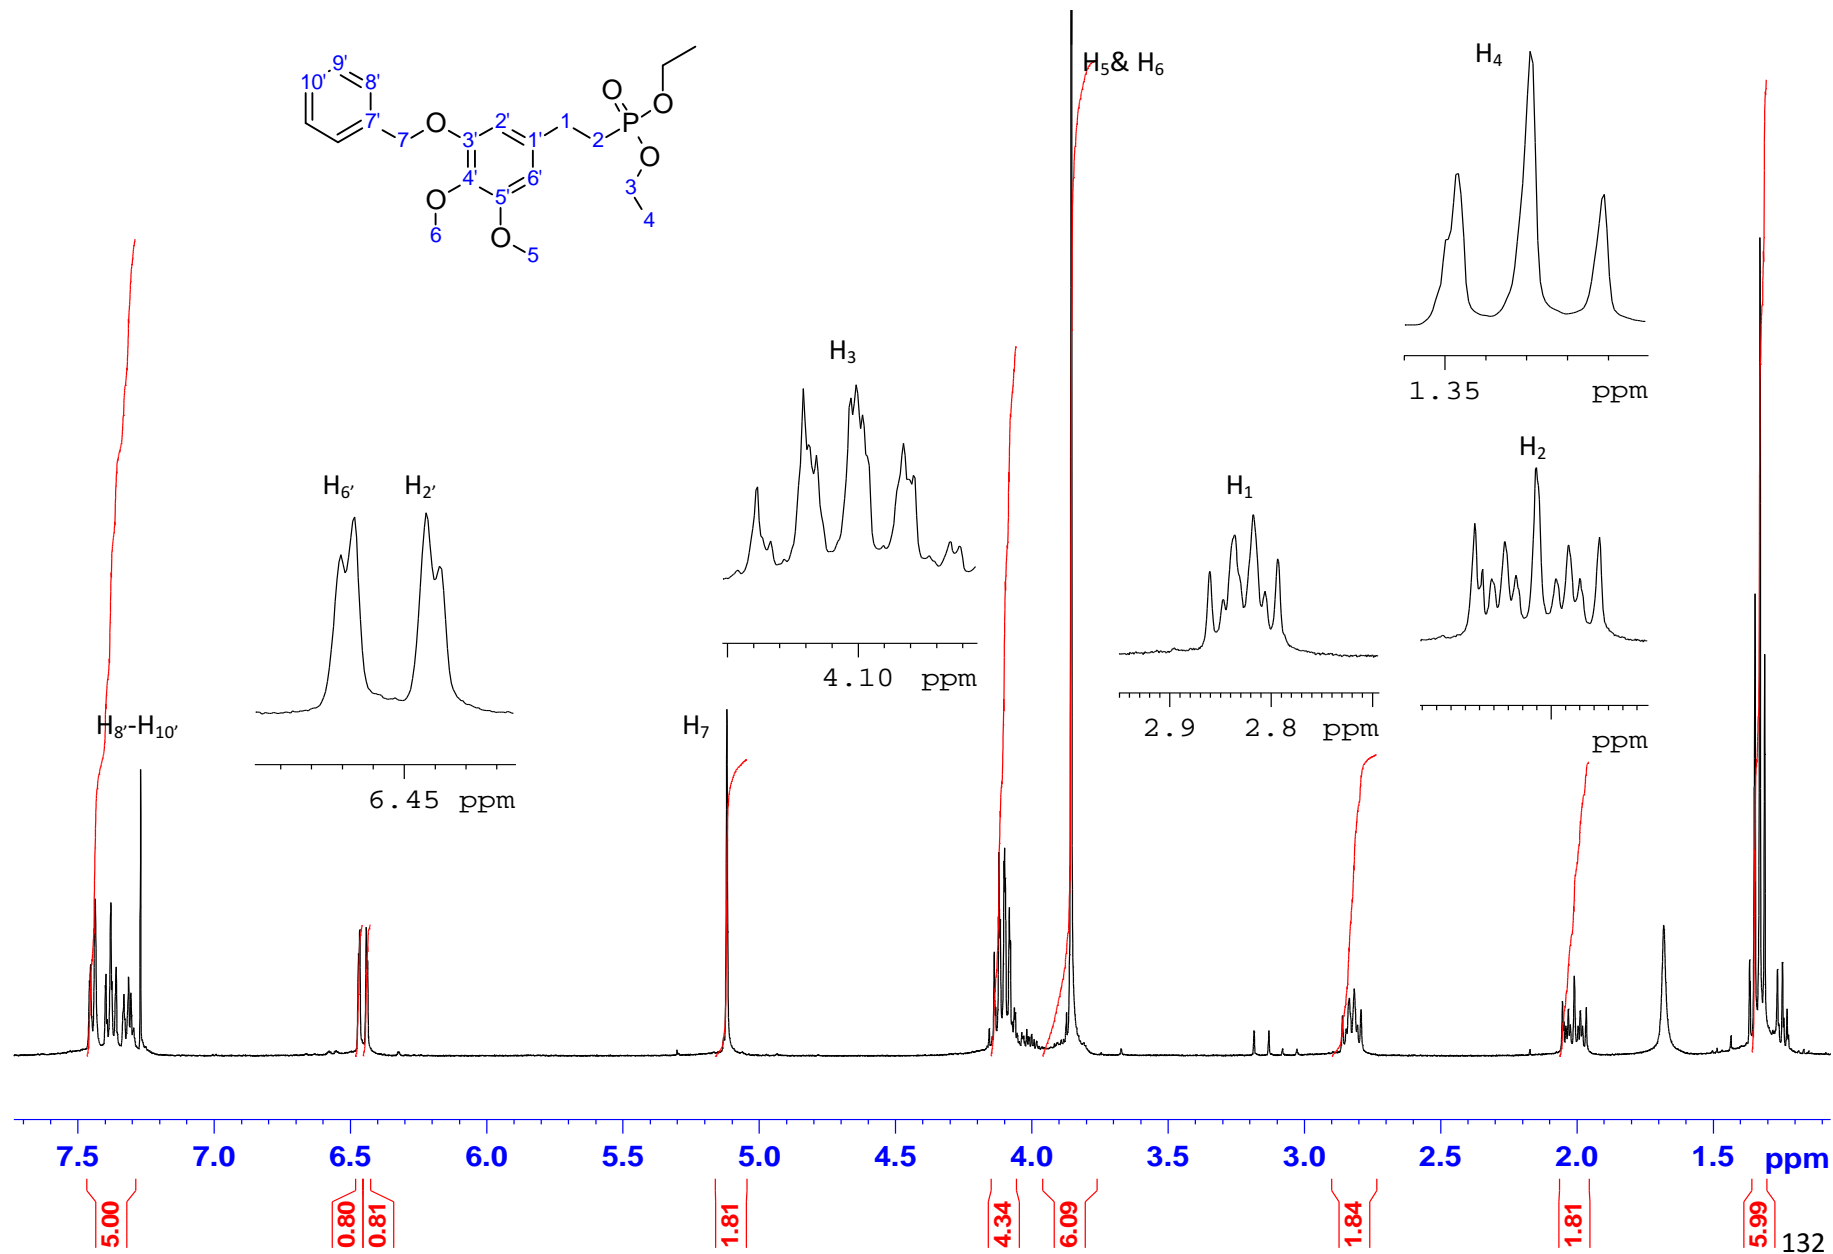 H5& H6
H4
9'
10'
8'
7'
7
O
3'
2'
1'
1
2
O
P
O
O
3
4
4'
5'
6'
O
6
O
5
1.35 ppm
H3
H2
H6'
H2'
H1
4.10 ppm
2.9 2.8 ppm
ppm
H8'-H10'
H7
6.45 ppm
7.5 7.0 6.5 6.0 5.5 5.0 4.5 4.0 3.5 3.0 2.5 2.0 1.5 ppm
5.00 0.80 0.81 1.81 4.34 6.09 1.84 1.81 5.99
132